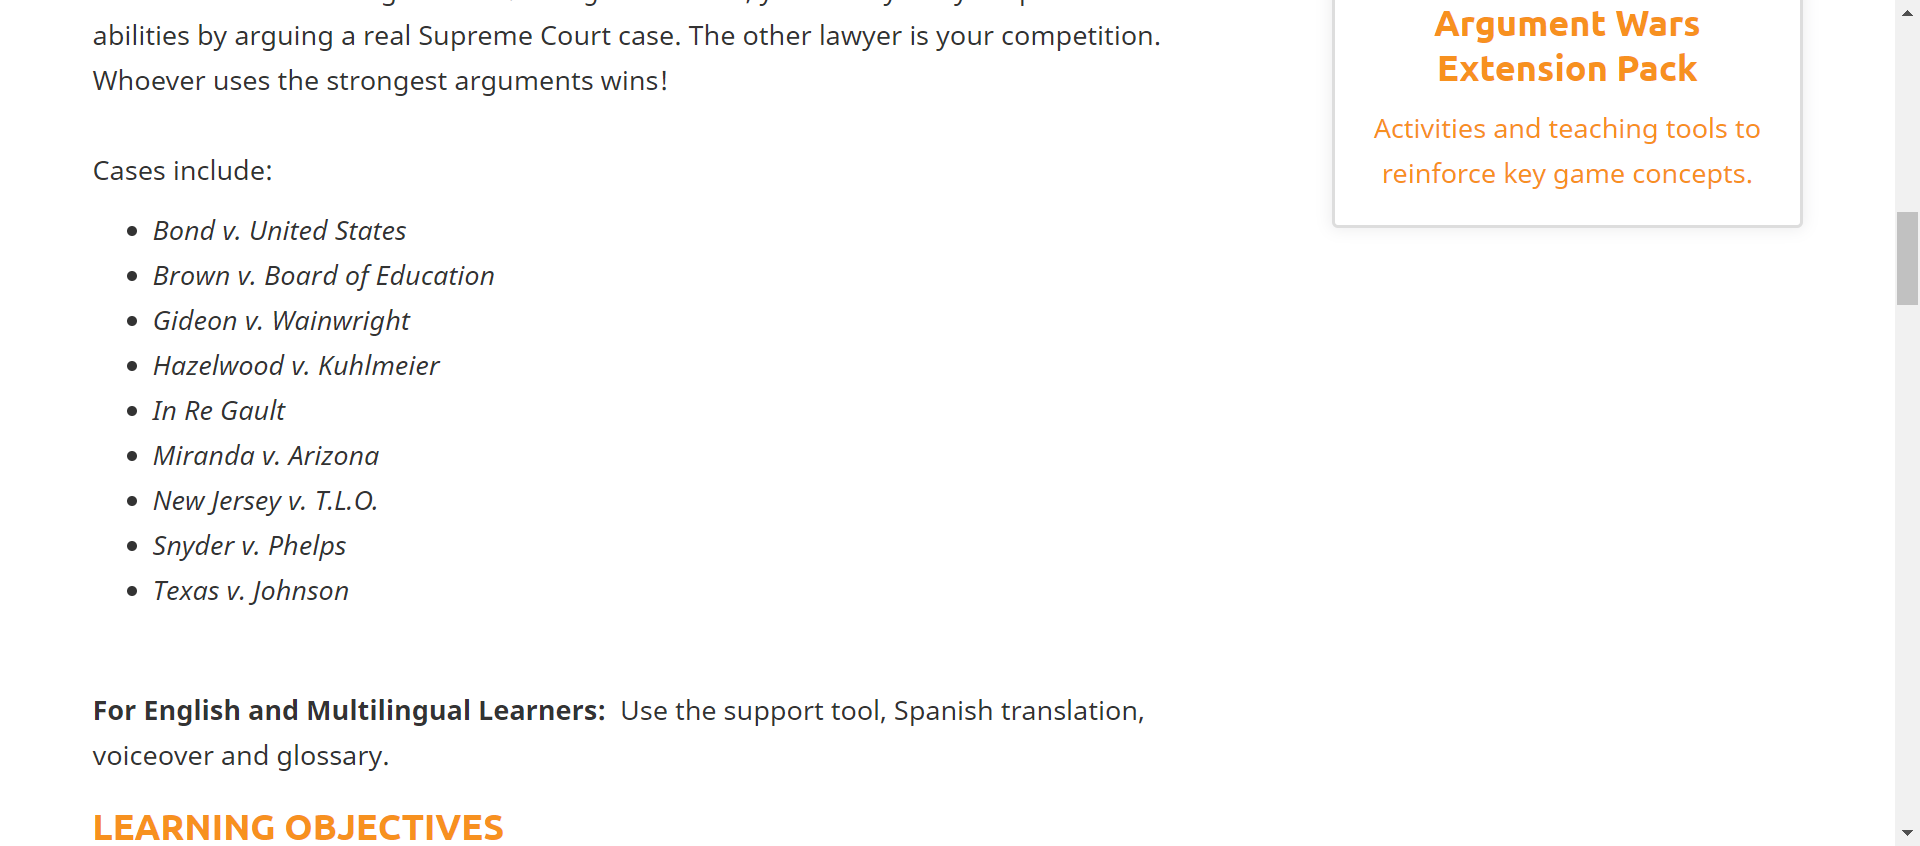 abilities by arguing a real Supreme Court case. The other lawyer is your competition.
Whoever uses the strongest arguments wins!
Cases include:
Bond v. United States
Brown v. Board of Education
Gideon v. Wainwright
Hazelwood v. Kuhlmeier
In Re Gault
Miranda v. Arizona
New Jersey v. T.L.O.
Snyder v. Phelps
Texas v. Johnson
For English and Multilingual Learners: Use the support tool, Spanish translation,
voiceover and glossary.
LEARNING OBJECTIVES
Argument Wars
Extension Pack
Activities and teaching tools to
reinforce key game concepts.